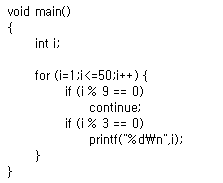 void main()
{
int i;
for (i=1;i<=50;i++) {
if (i % 9 == 0)
continue;
if (i % 3 == 0)
printf("%d₩n",i);
}
}